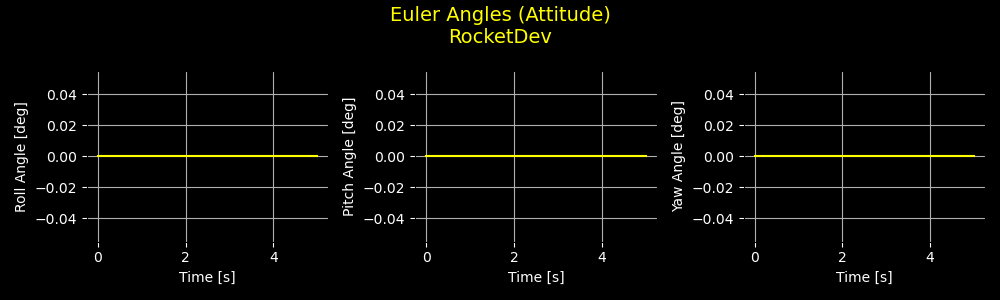 Euler Angles (Attitude)
RocketDev
Roll Angle [deg]
0.04
0.02
0.00
−0.02
−0.04
0 2 4
Time [s]
Pitch Angle [deg]
0.04
0.02
0.00
−0.02
−0.04
0 2 4
Time [s]
Yaw Angle [deg]
0.04
0.02
0.00
−0.02
−0.04
0 2 4
Time [s]